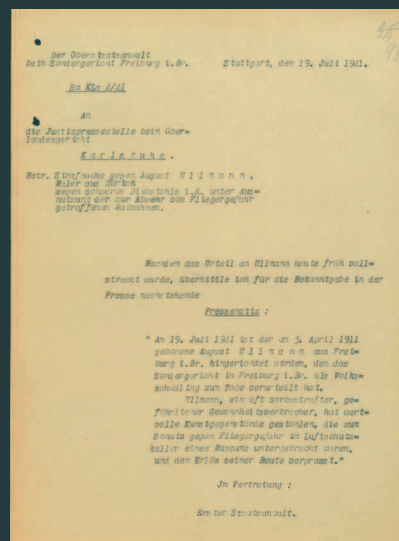 Der Oberstaatsanwalt
beim Sondergericht Freiburg i.Br.
Stuttgart, den 19. Juli 1941.
So KLs 4/41
An
die Justizpressestelle beim Ober=
landesgericht
Karlsruhe.
Betr. Strafsache gegen August Ullmann,
Maler aus Zürich
wegen schweren Diebstahls i.R. unter Aus=
nutzung der zur Abwehr von Fliegergefahr
getroffenen Massnahmen.
Nachdem das Urteil an Ullmann heute früh voll=
streckt wurde, übermittle ich für die Bekanntgabe in der
Presse nachstehende
Pressenotiz :
" Am 19. Juli 1941 ist der am 3. April 1911
geborene August Ullmann aus Frei=
burg i.Br. hingerichtet worden, den das
Sondergericht in Freiburg i.Br. als Volks=
schädling zum Tode verurteilt hat.
Ullmann, ein oft vorbestrafter, ge=
fährlicher Gewohnheitsverbrecher, hat wert=
volle Kunstgegenstände gestohlen, die zum
Schutz gegen Fliegergefahr im Luftschutz=
keller eines Museums untergebracht waren,
und den Erlös seiner Beute verprasst."
Jn Vertretung :
Erster Staatsanwalt.